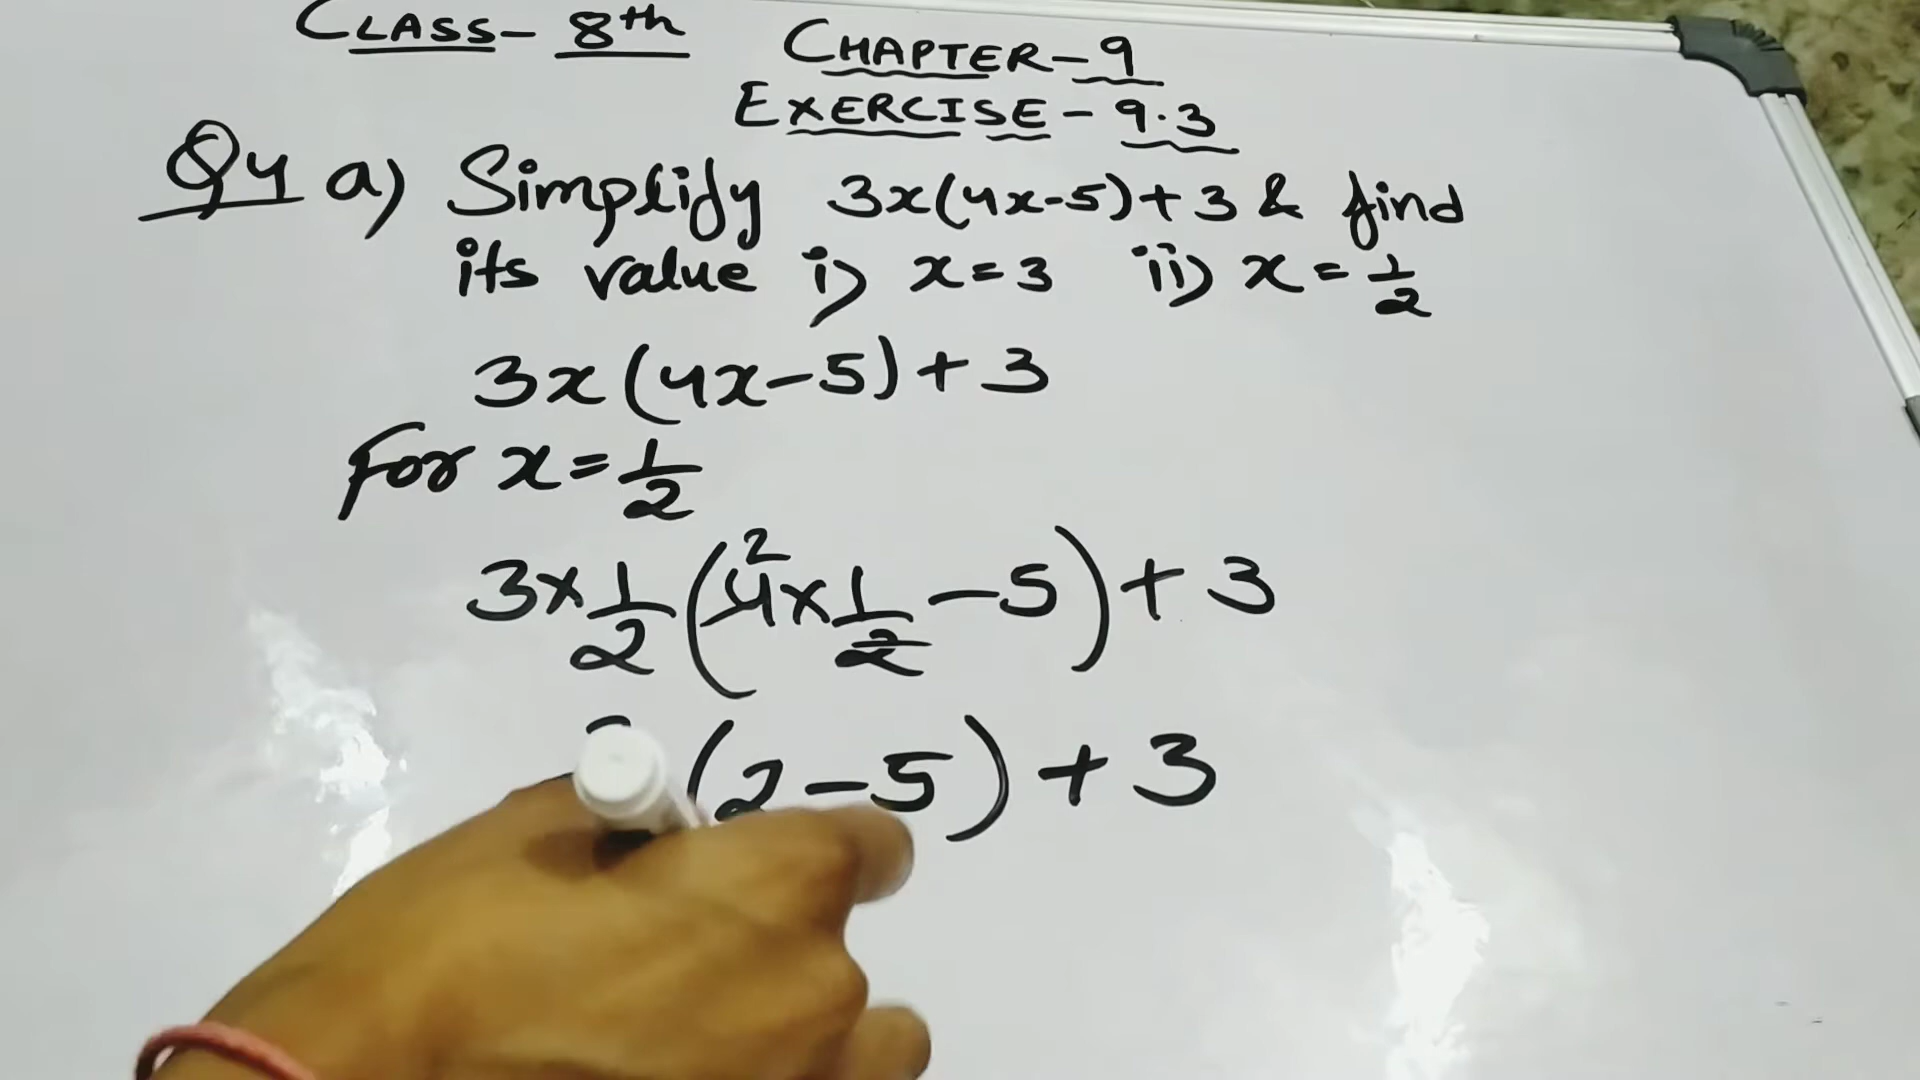 CLASS- 8th CHAPTER-9
EXERCISE-9.3
Q4 a) Simplify 3x(4x-5)+3 & find
its value i) x=3 ii) x=1/2
3x(4x-5)+3
For x=1/2
3×1/2(4×1/2-5)+3 2
(2-5)+3